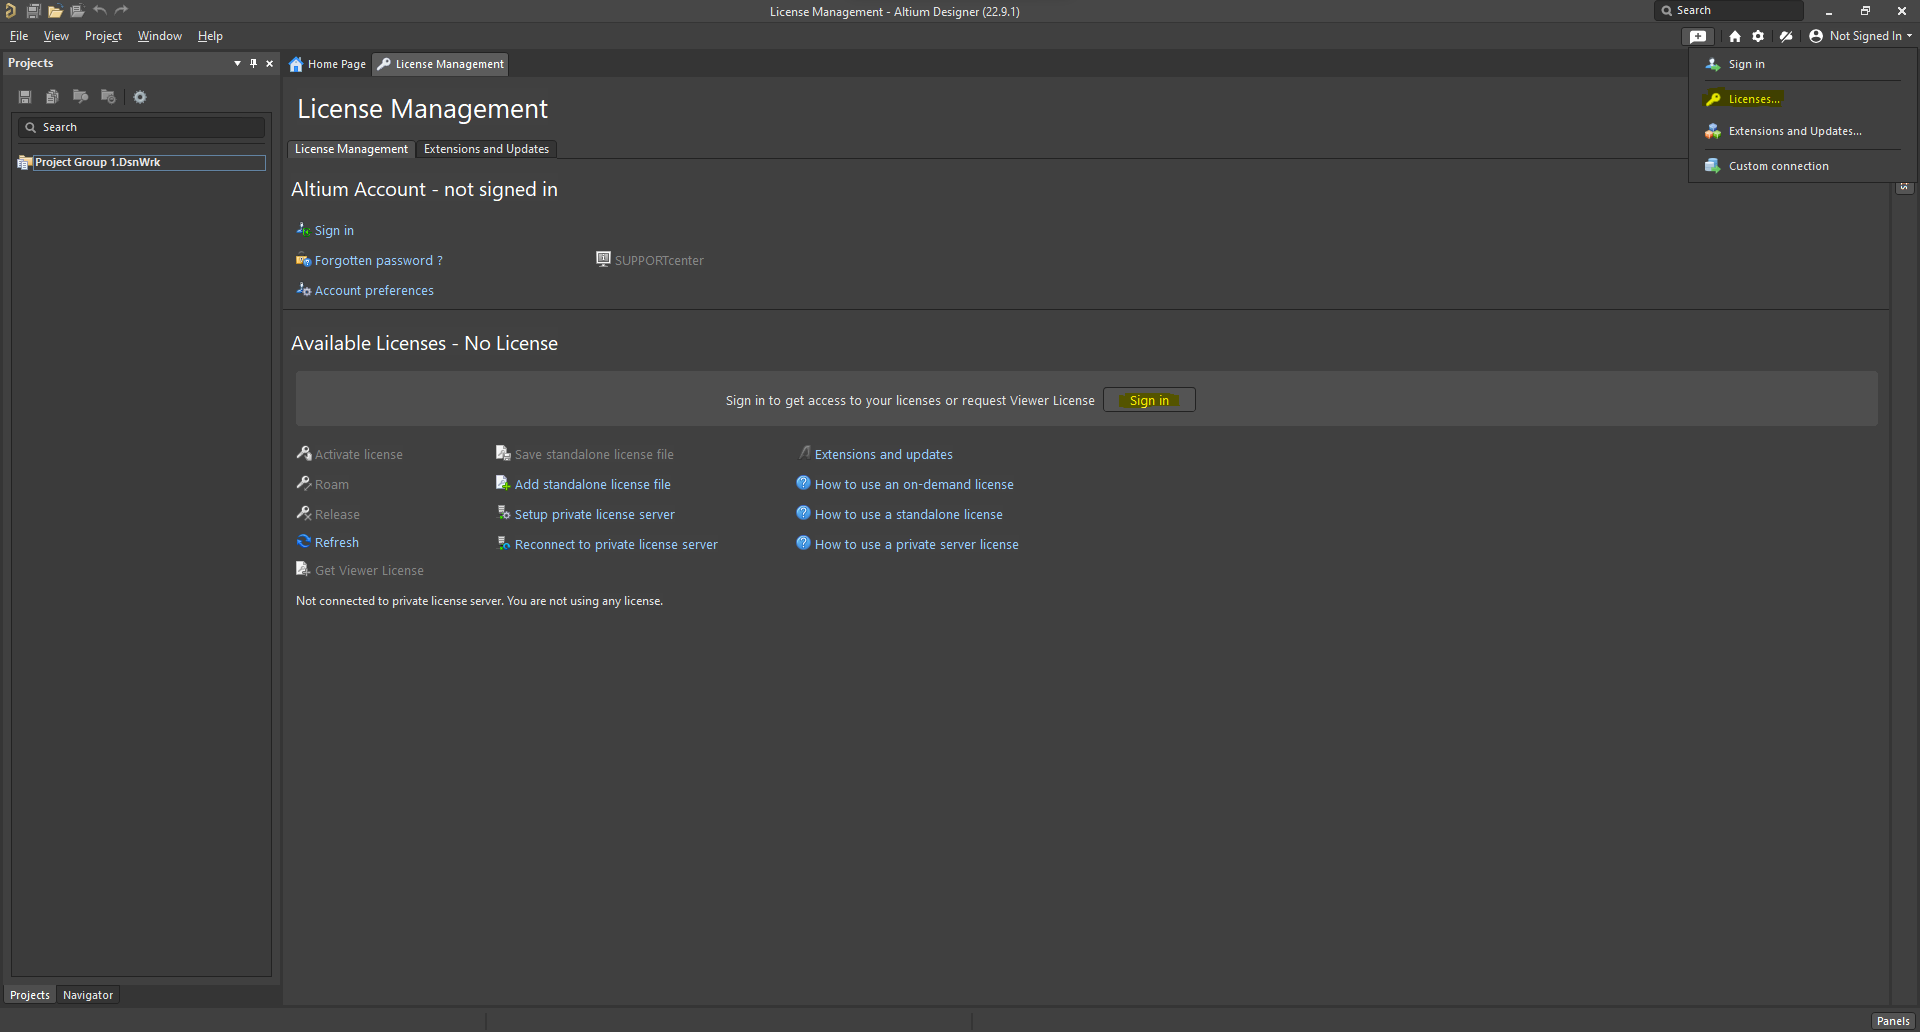 License Management - Altium Designer (22.9.1)
Search
File View Project Window Help
Not Signed In
Projects
Home Page
License Management
Sign in
Licenses...
Extensions and Updates...
Custom connection
Search
Project Group 1.DsnWrk
License Management
License Management
Extensions and Updates
Altium Account - not signed in
Sign in
Forgotten password ?
SUPPORTcenter
Account preferences
Available Licenses - No License
Sign in to get access to your licenses or request Viewer License
Sign in
Activate license
Save standalone license file
Extensions and updates
Roam
Add standalone license file
How to use an on-demand license
Release
Setup private license server
How to use a standalone license
Refresh
Reconnect to private license server
How to use a private server license
Get Viewer License
Not connected to private license server. You are not using any license.
Projects
Navigator
Panels